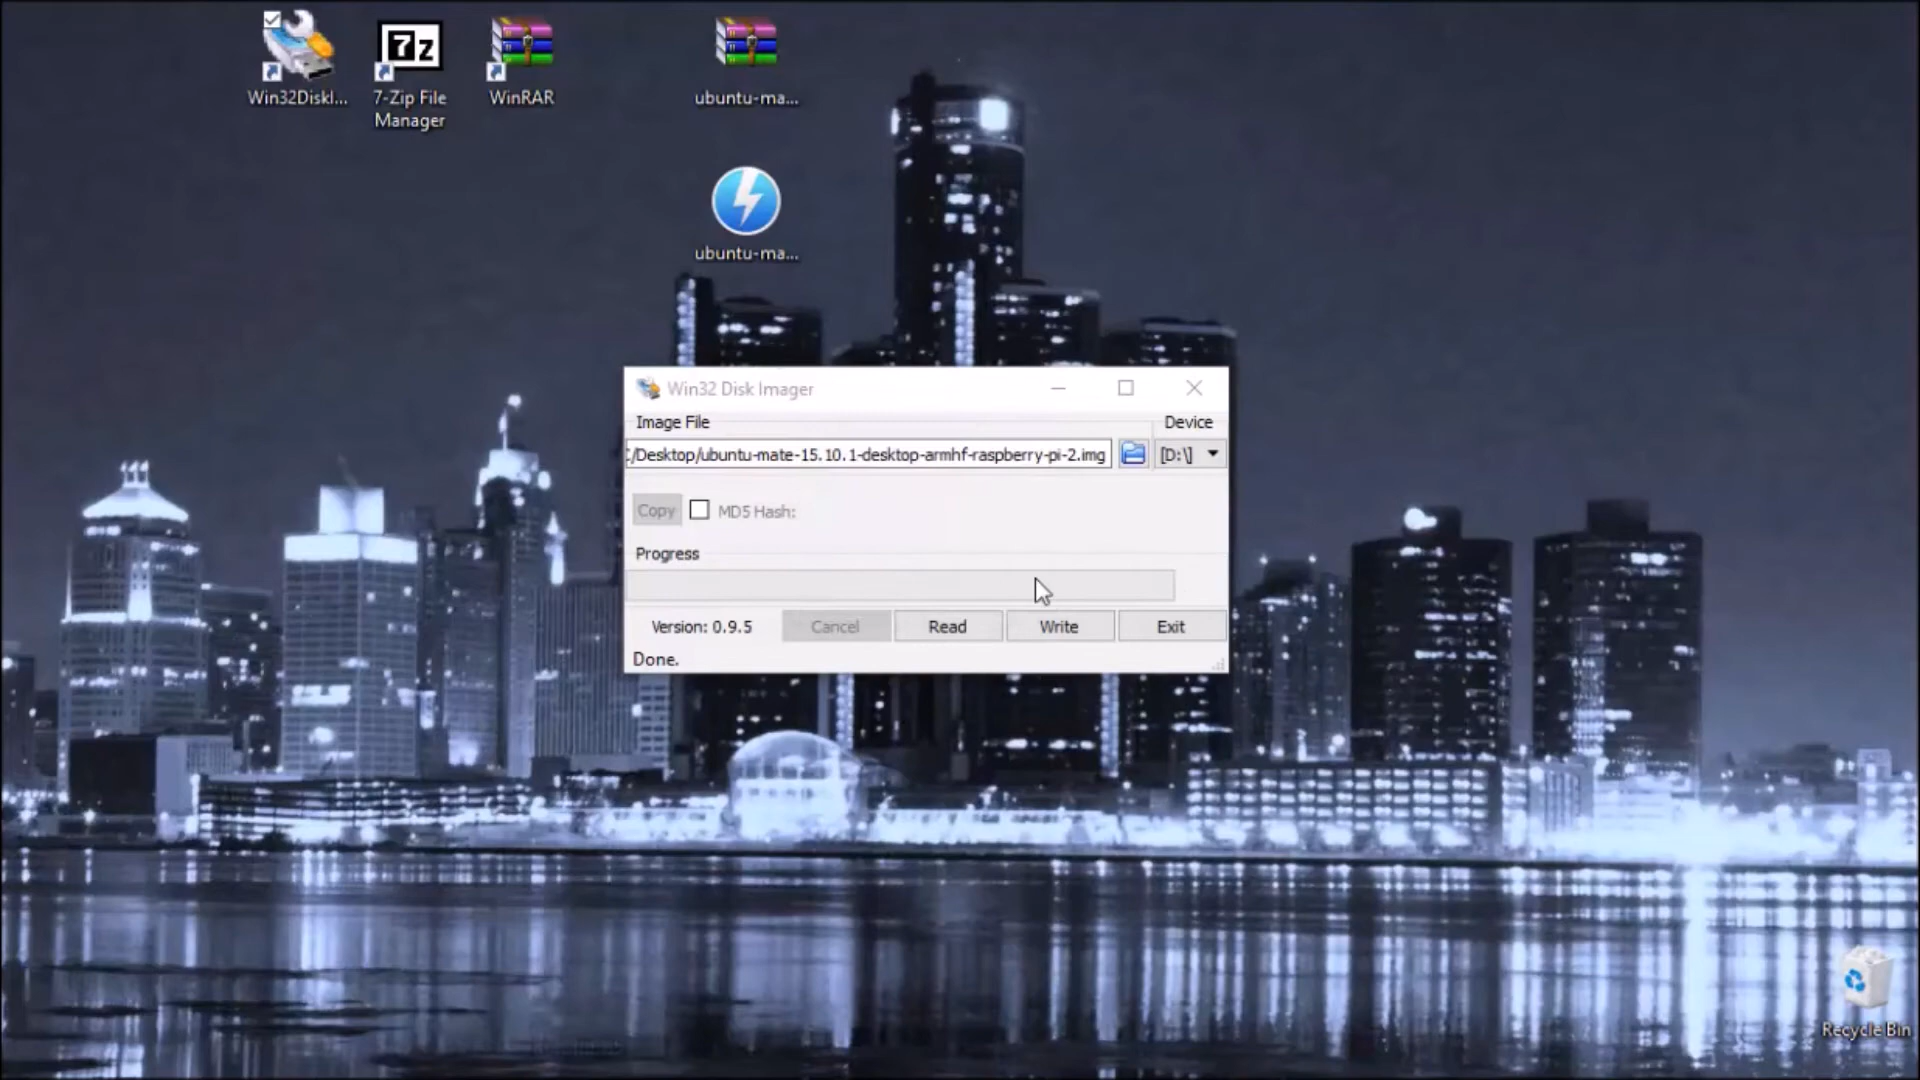 Win32DiskI...
7-Zip File
Manager
WinRAR
ubuntu-ma...
ubuntu-ma...
Win32 Disk Imager
Image File
Device
:/Desktop/ubuntu-mate-15.10.1-desktop-armhf-raspberry-pi-2.img
[D:\]
Copy
MD5 Hash:
Progress
Version: 0.9.5
Cancel
Read
Write
Exit
Done.
Recycle Bin